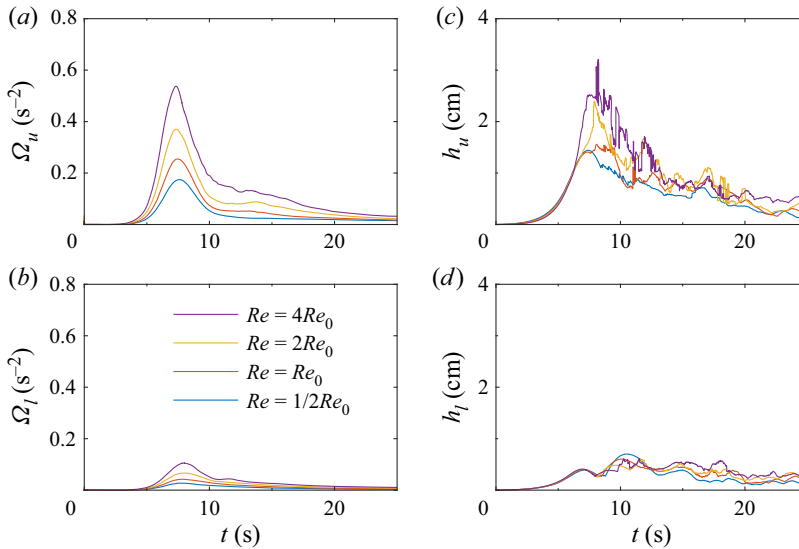 (a)
0.8
0.6
0.4
0.2
0
10
20
Ω_u (s⁻²)
(c)
4
2
0
10
20
h_u (cm)
(b)
0.8
0.6
0.4
0.2
0
10
20
Ω_l (s⁻²)
t (s)
Re = 4Re₀
Re = 2Re₀
Re = Re₀
Re = 1/2Re₀
(d)
4
2
0
10
20
h_l (cm)
t (s)